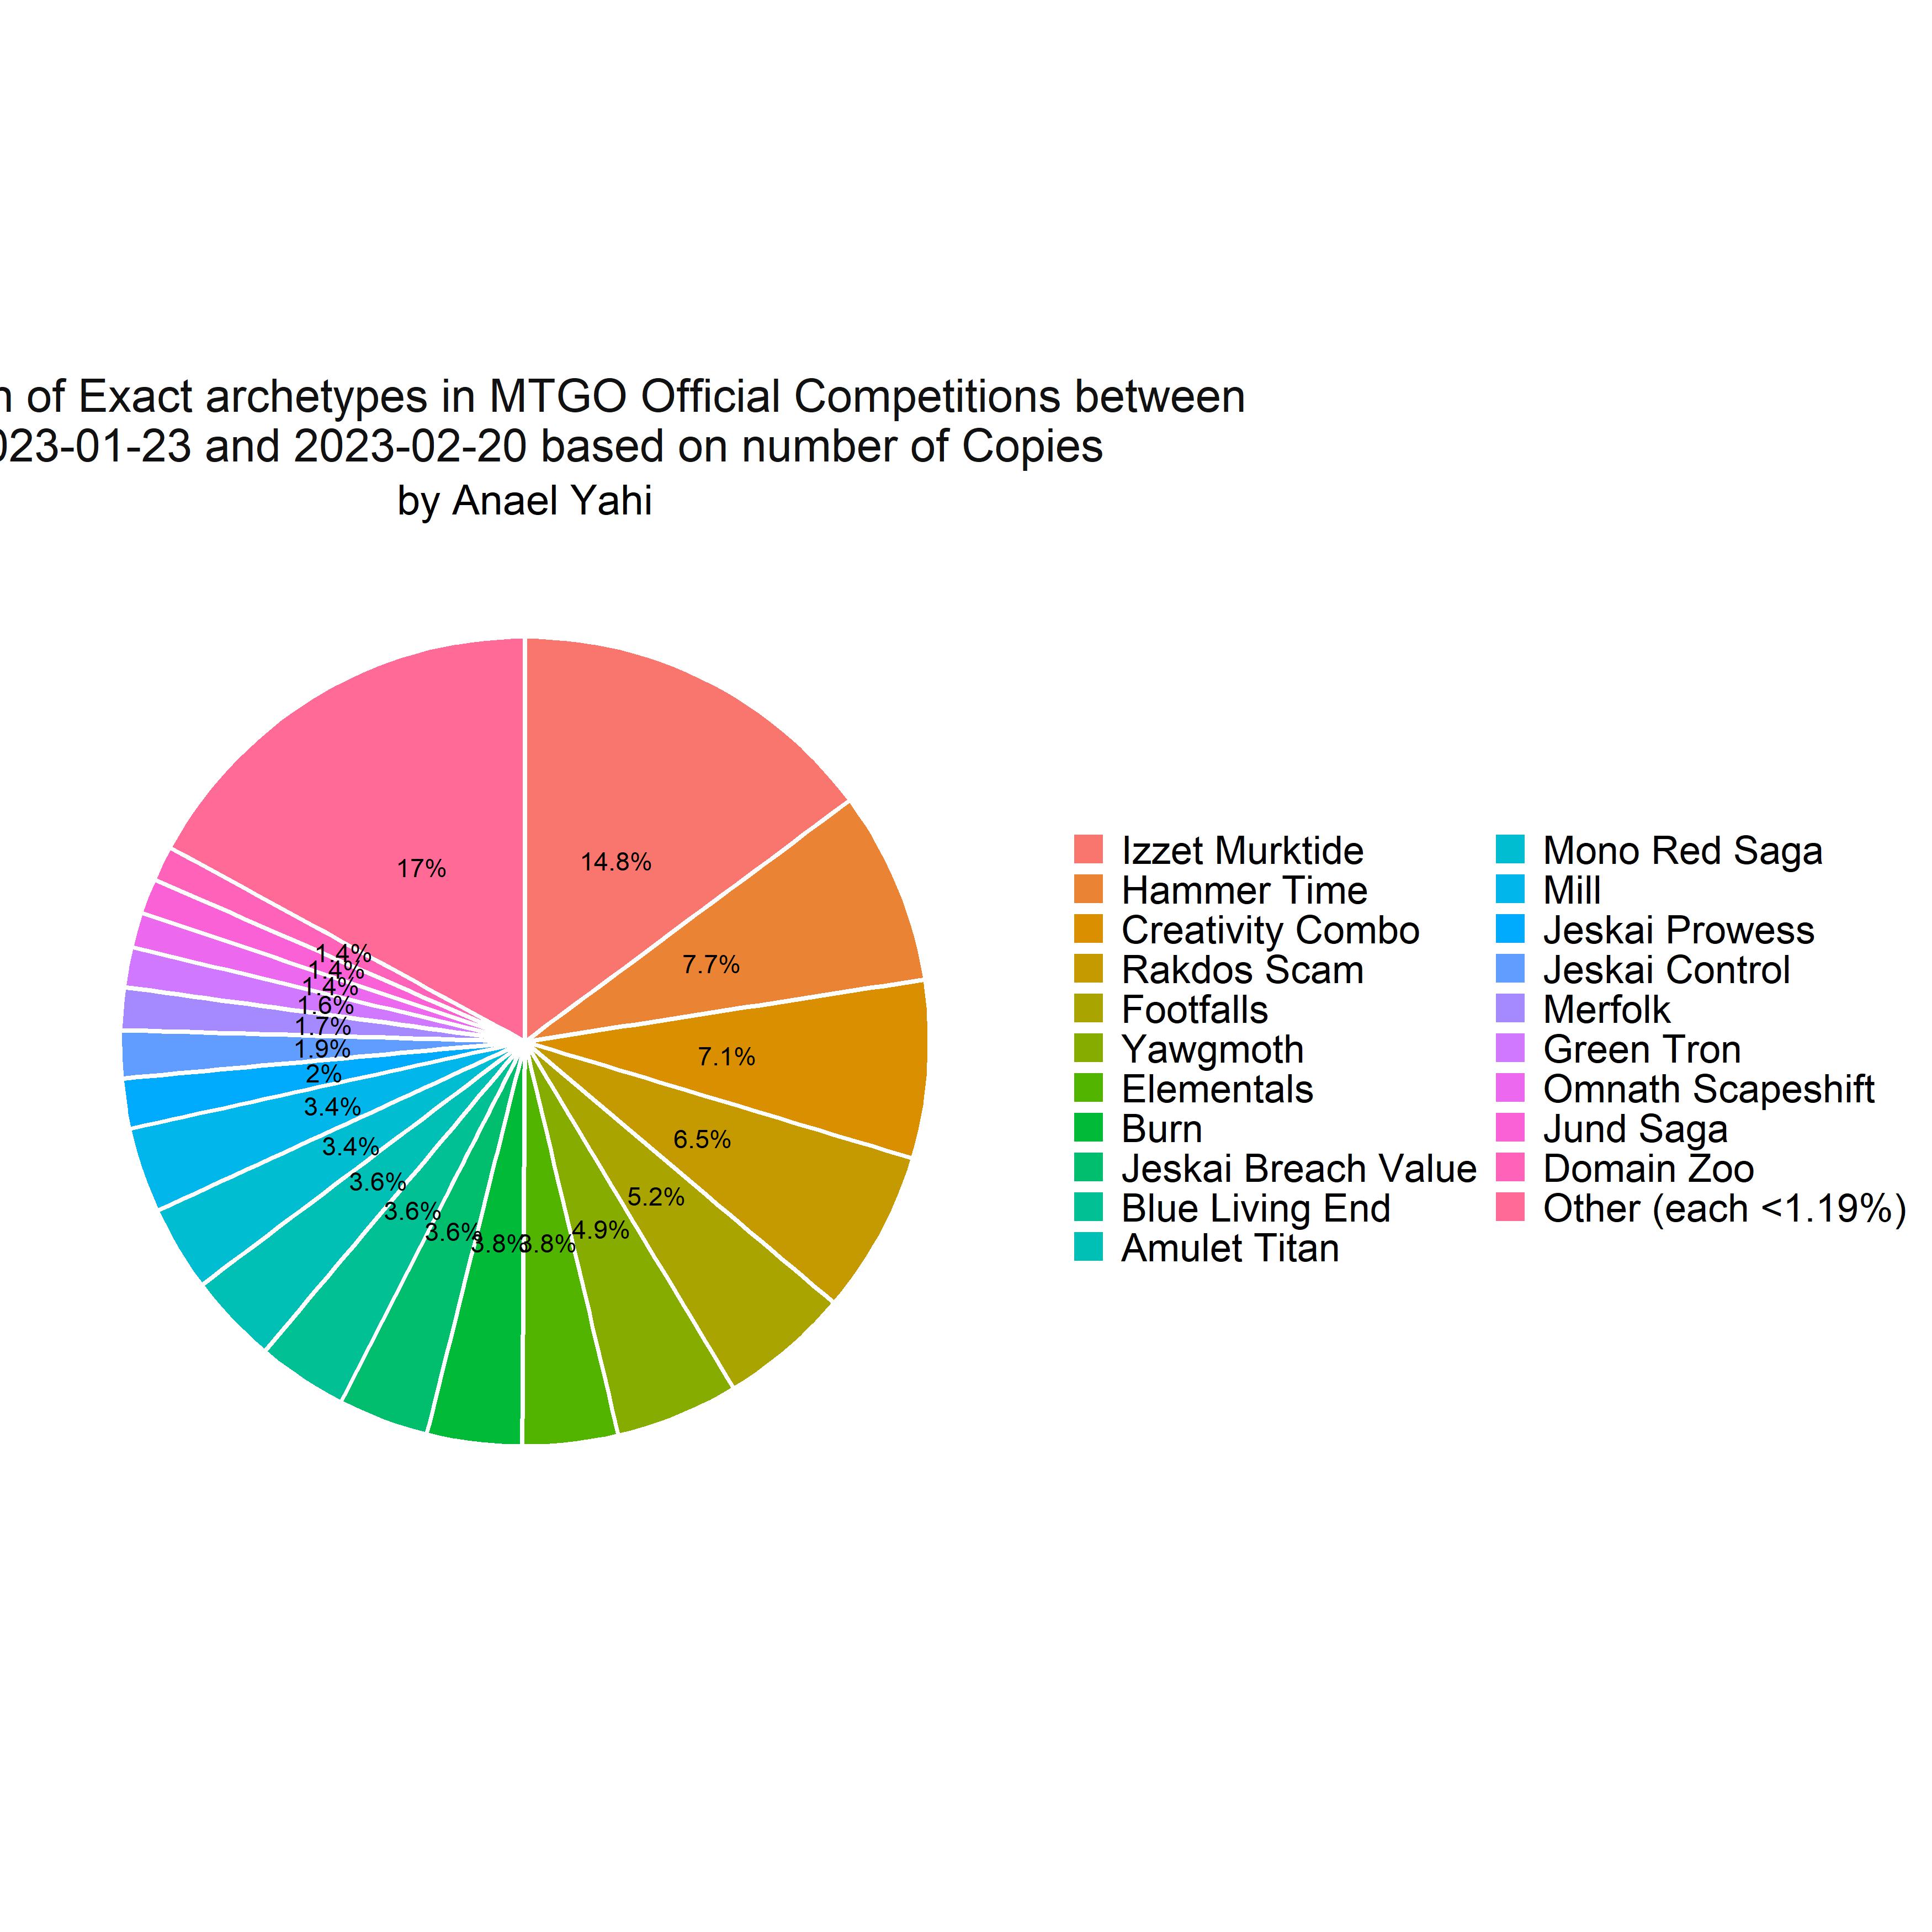 n of Exact archetypes in MTGO Official Competitions between
023-01-23 and 2023-02-20 based on number of Copies
by Anael Yahi
17%
14.8%
7.7%
7.1%
6.5%
5.2%
4.9%
3.8%
3.8%
3.6%
3.6%
3.6%
3.4%
3.4%
2%
1.9%
1.7%
1.6%
1.4%
1.4%
1.4%
Izzet Murktide
Hammer Time
Creativity Combo
Rakdos Scam
Footfalls
Yawgmoth
Elementals
Burn
Jeskai Breach Value
Blue Living End
Amulet Titan
Mono Red Saga
Mill
Jeskai Prowess
Jeskai Control
Merfolk
Green Tron
Omnath Scapeshift
Jund Saga
Domain Zoo
Other (each <1.19%)